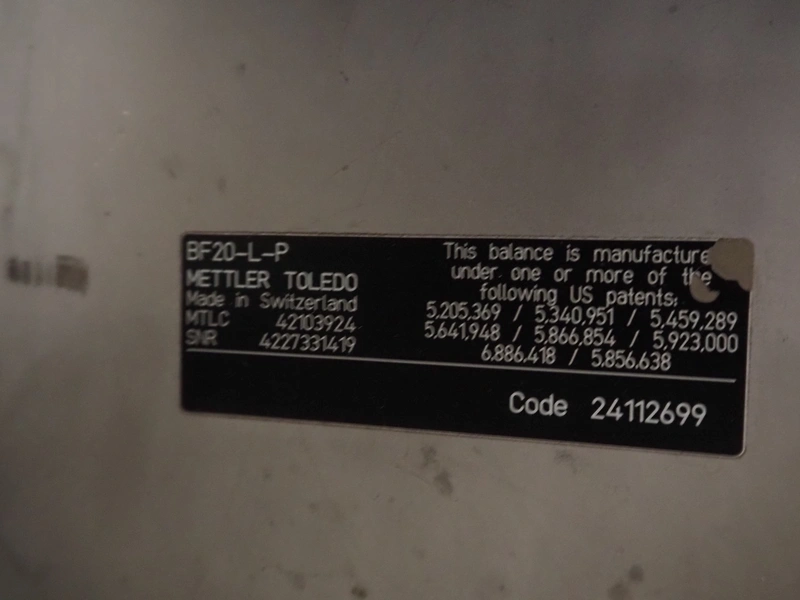 BF20-L-P
METTLER TOLEDO
Made in Switzerland
MTLC 42103924
SNR 4227331419
This balance is manufacture
under one or more of the
following US patents:
5,205,369 / 5,340,951 / 5,459,289
5,641,948 / 5,866,854 / 5,923,000
6,886,418 / 5,856,638
Code 24112699